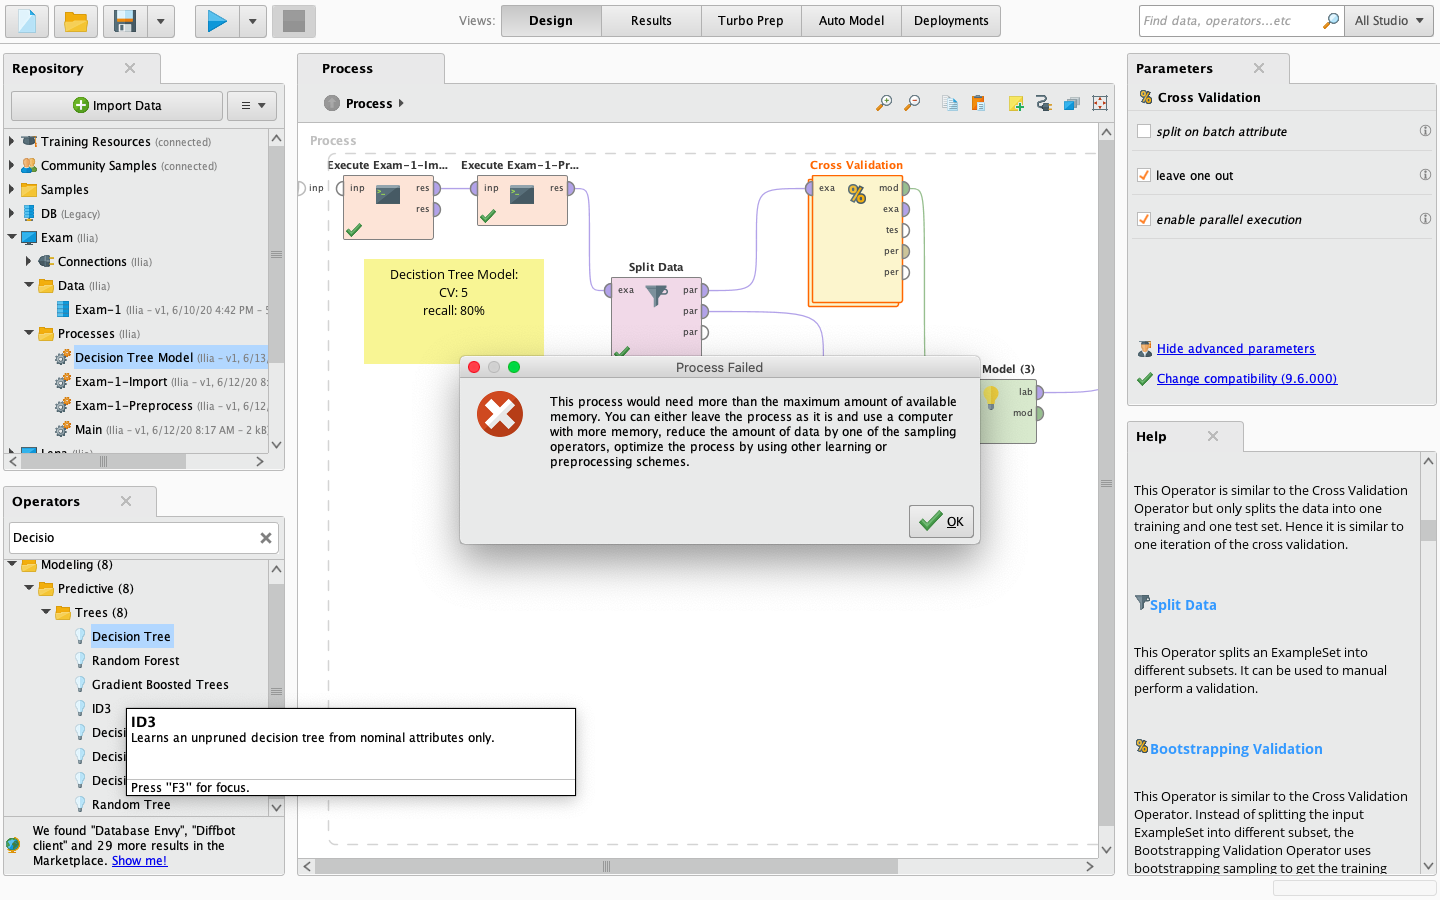 Views:
Design
Results
Turbo Prep
Auto Model
Deployments
Find data, operators...etc
All Studio
Repository
Import Data
Training Resources (connected)
Community Samples (connected)
Samples
DB (Legacy)
Exam (Ilia)
Connections (Ilia)
Data (Ilia)
Exam-1 (Ilia – v1, 6/10/20 4:42 PM –
Processes (Ilia)
Decision Tree Model (Ilia – v1, 6/13,
Exam-1-Import (Ilia – v1, 6/12/20 8:
Exam-1-Preprocess (Ilia – v1, 6/12,
Main (Ilia – v1, 6/12/20 8:17 AM – 2 kB
Operators
Decisio
Modeling (8)
Predictive (8)
Trees (8)
Decision Tree
Random Forest
Gradient Boosted Trees
ID3
Decisi
Decisi
Decisi
Random Tree
ID3
Learns an unpruned decision tree from nominal attributes only.
Press "F3" for focus.
We found "Database Envy", "Diffbot
client" and 29 more results in the
Marketplace. Show me!
Process
Process
Process
inp
Execute Exam-1-Im...
inp
res
res
Execute Exam-1-Pr...
inp
res
Decistion Tree Model:
CV: 5
recall: 80%
Split Data
exa
par
par
par
Cross Validation
exa
mod
exa
tes
per
per
Model (3)
lab
mod
Process Failed
This process would need more than the maximum amount of available
memory. You can either leave the process as it is and use a computer
with more memory, reduce the amount of data by one of the sampling
operators, optimize the process by using other learning or
preprocessing schemes.
OK
Parameters
Cross Validation
split on batch attribute
leave one out
enable parallel execution
Hide advanced parameters
Change compatibility (9.6.000)
Help
This Operator is similar to the Cross Validation
Operator but only splits the data into one
training and one test set. Hence it is similar to
one iteration of the cross validation.
Split Data
This Operator splits an ExampleSet into
different subsets. It can be used to manual
perform a validation.
Bootstrapping Validation
This Operator is similar to the Cross Validation
Operator. Instead of splitting the input
ExampleSet into different subset, the
Bootstrapping Validation Operator uses
bootstrapping sampling to get the training